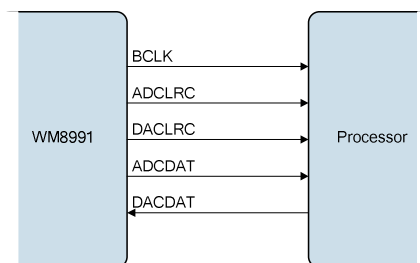 BCLK
ADCLRC
DACLRC
WM8991
Processor
ADCDAT
DACDAT